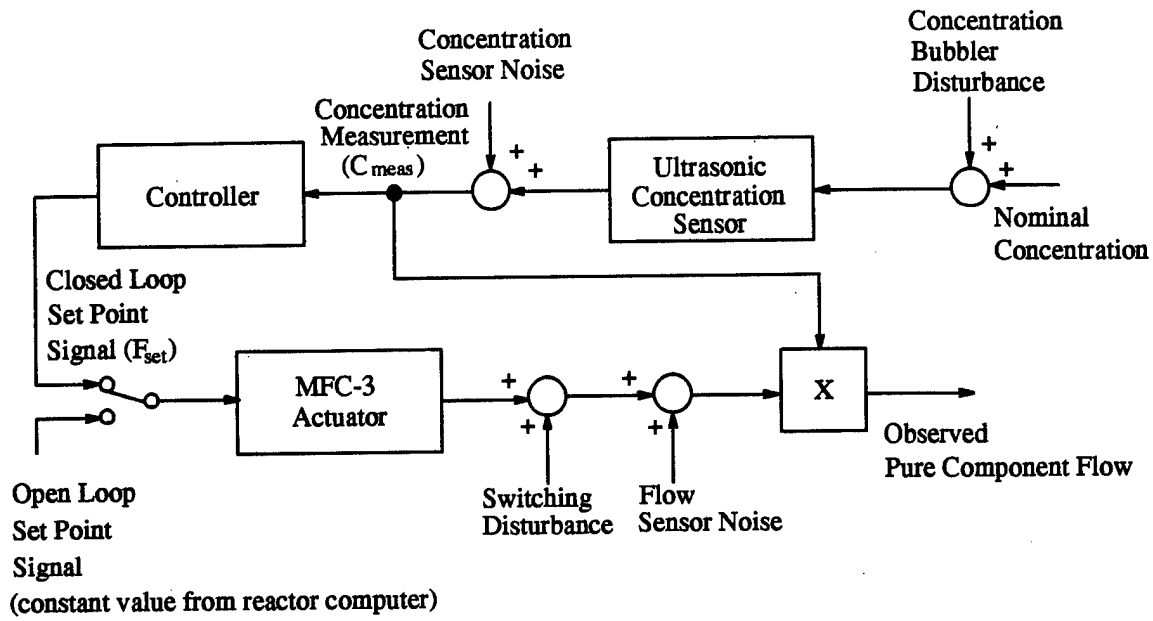 Concentration
Sensor Noise
Concentration
Bubbler
Disturbance
Concentration
Measurement
(C meas)
+
+
+
+
Controller
Ultrasonic
Concentration
Sensor
Nominal
Concentration
Closed Loop
Set Point
Signal (Fset)
MFC-3
Actuator
+
+
+
+
X
Observed
Pure Component Flow
Switching
Disturbance
Flow
Sensor Noise
Open Loop
Set Point
Signal
(constant value from reactor computer)